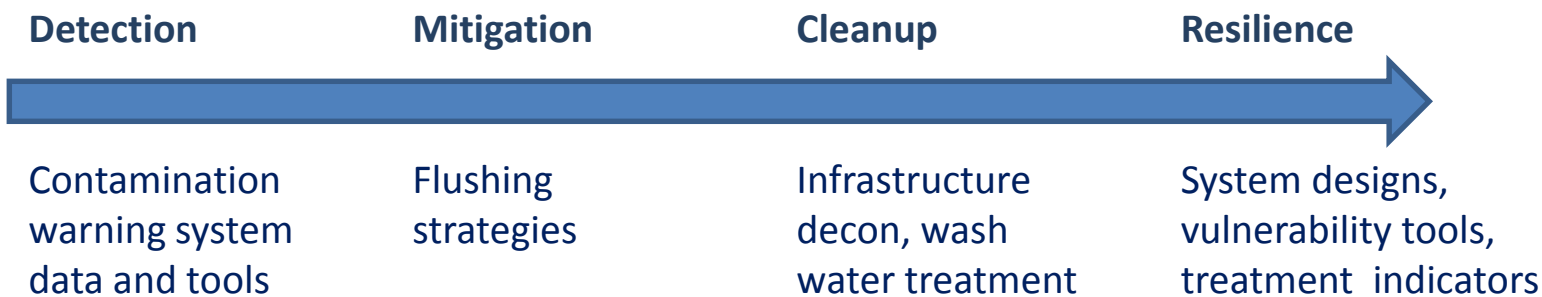 Detection
Mitigation
Cleanup
Resilience
Contamination
warning system
data and tools
Flushing
strategies
Infrastructure
decon, wash
water treatment
System designs,
vulnerability tools,
treatment indicators